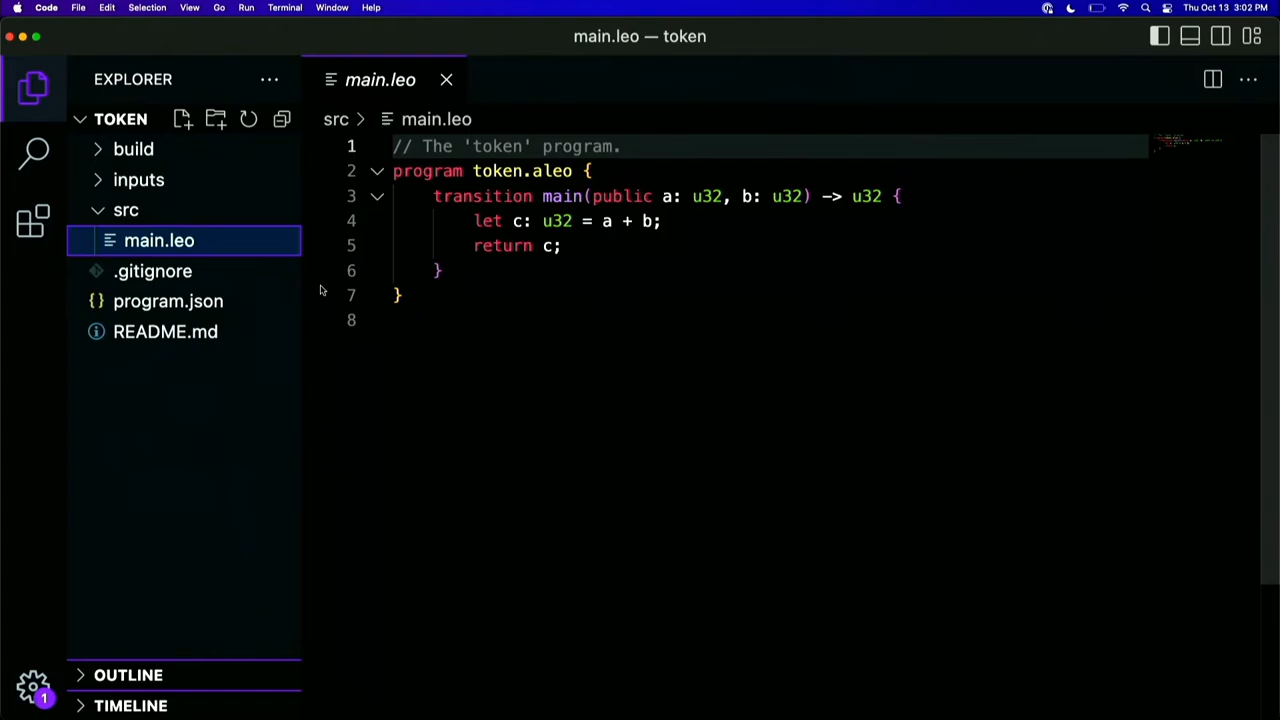 Code File Edit Selection View Go Run Terminal Window Help Thu Oct 13 3:02 PM
main.leo — token
EXPLORER
TOKEN
build
inputs
src
main.leo
.gitignore
{} program.json
README.md
OUTLINE
TIMELINE
1
main.leo
src > main.leo
1 // The 'token' program.
2 program token.aleo {
3 transition main(public a: u32, b: u32) -> u32 {
4 let c: u32 = a + b;
5 return c;
6 }
7 }
8